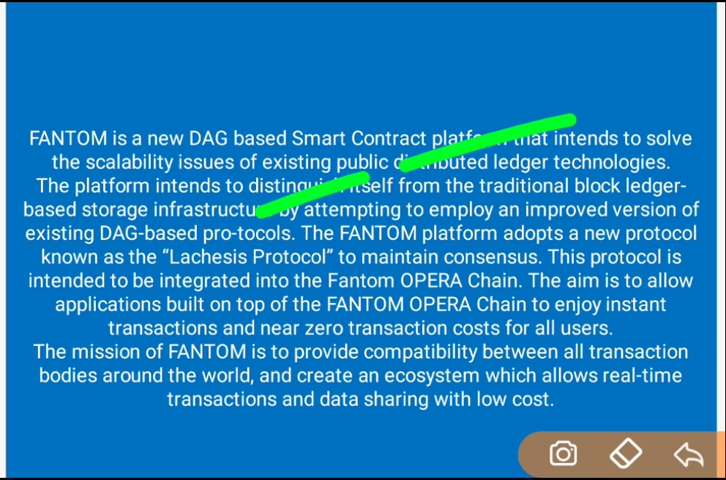 FANTOM is a new DAG based Smart Contract that intends to solve
the scalability issues of existing public ledger technologies.
The platform intends to from the traditional block ledger-
based storage by attempting to employ an improved version of
existing DAG-based pro-tocols. The FANTOM platform adopts a new protocol
known as the “Lachesis Protocol” to maintain consensus. This protocol is
intended to be integrated into the Fantom OPERA Chain. The aim is to allow
applications built on top of the FANTOM OPERA Chain to enjoy instant
transactions and near zero transaction costs for all users.
The mission of FANTOM is to provide compatibility between all transaction
bodies around the world, and create an ecosystem which allows real-time
transactions and data sharing with low cost.